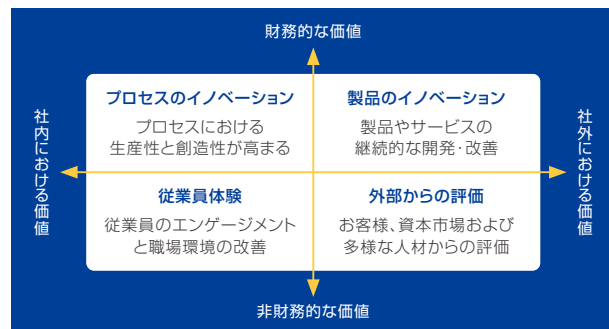 財務的な価値
社内における価値
プロセスのイノベーション
プロセスにおける
生産性と創造性が高まる
製品のイノベーション
製品やサービスの
継続的な開発・改善
従業員体験
従業員のエンゲージメント
と職場環境の改善
外部からの評価
お客様、資本市場および
多様な人材からの評価
社外における価値
非財務的な価値